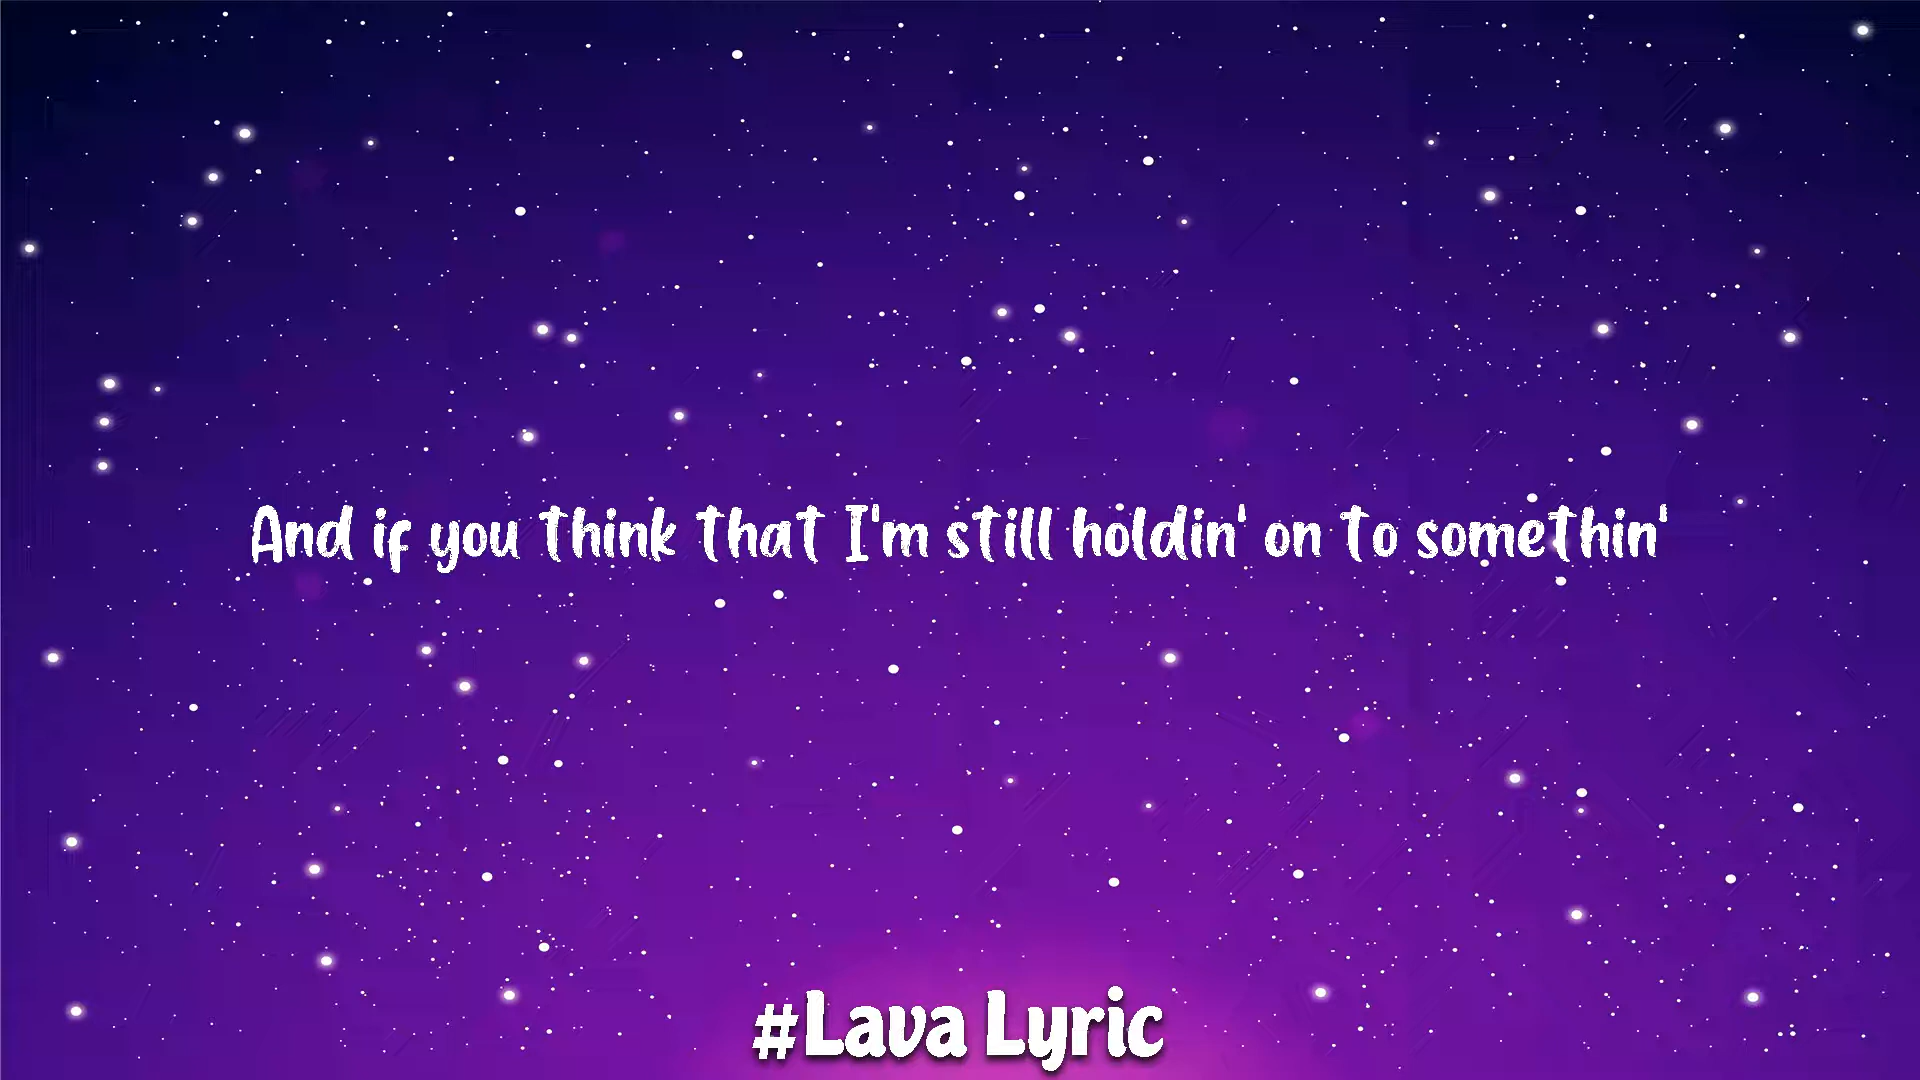 And if you think that I'm still holdin' on to somethin'
#Lava Lyric